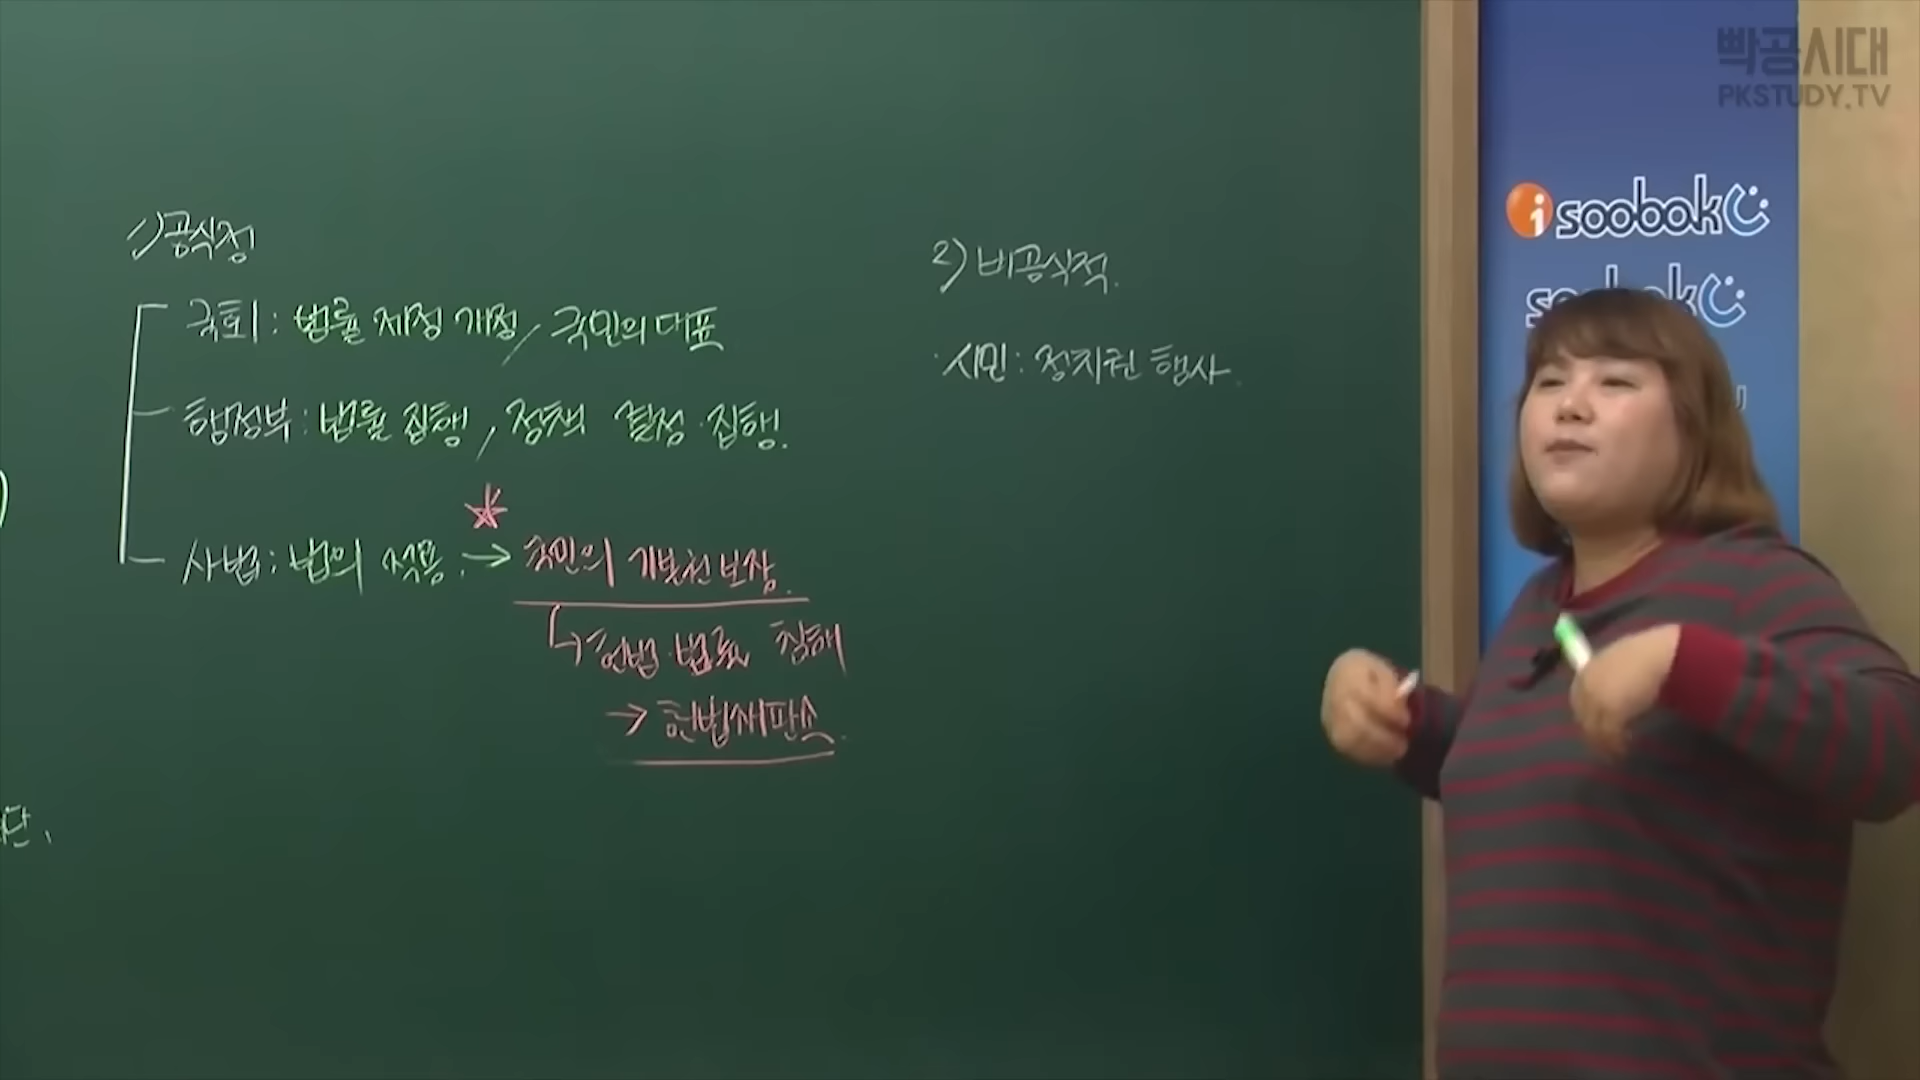 1) 공식적
국회 : 법률 제정 개정 / 국민의 대표
행정부 : 법률 집행, 정책 결정·집행.
사법 : 법의 적용. → 국민의 기본권 보장.
↳ 헌법·법률 침해
→ 헌법재판소.
2) 비공식적.
· 시민 : 정치권 행사.
빡공시대
PKSTUDY.TV
isoobok